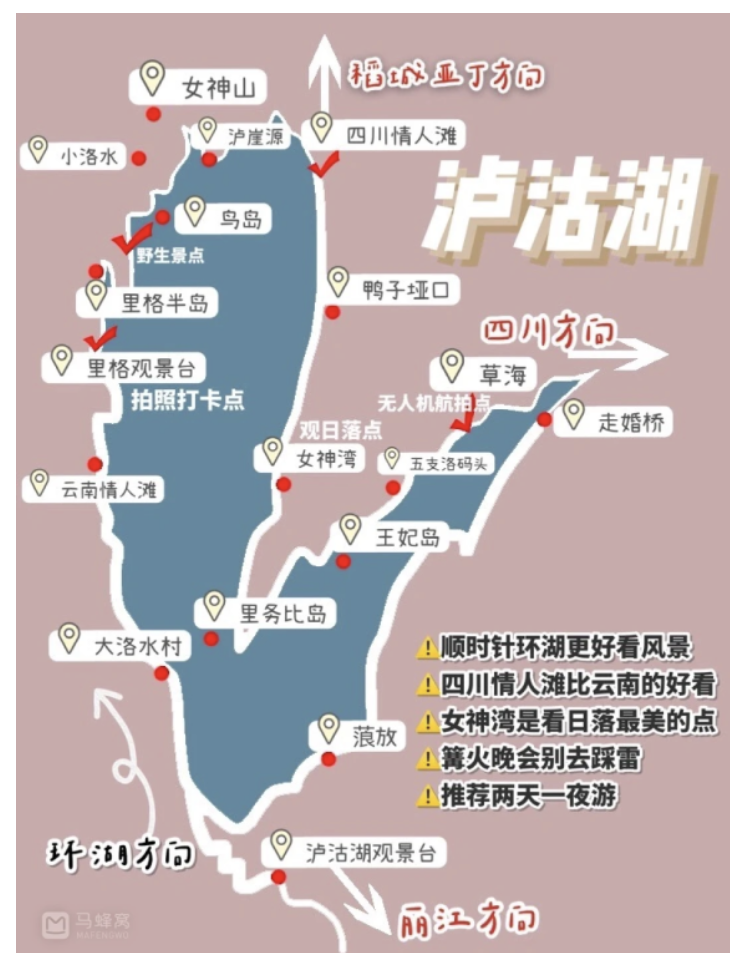 稻城亚丁方向
女神山
泸崖源
四川情人滩
小洛水
泸沽湖
鸟岛
野生景点
鸭子垭口
里格半岛
四川方向
里格观景台
草海
拍照打卡点
无人机航拍点
走婚桥
观日落点
女神湾
五支洛码头
云南情人滩
王妃岛
里务比岛
大洛水村
⚠️顺时针环湖更好看风景
⚠️四川情人滩比云南的好看
⚠️女神湾是看日落最美的点
⚠️篝火晚会别去踩雷
⚠️推荐两天一夜游
蒗放
环湖方向
泸沽湖观景台
丽江方向
马蜂窝
MAFENGWO